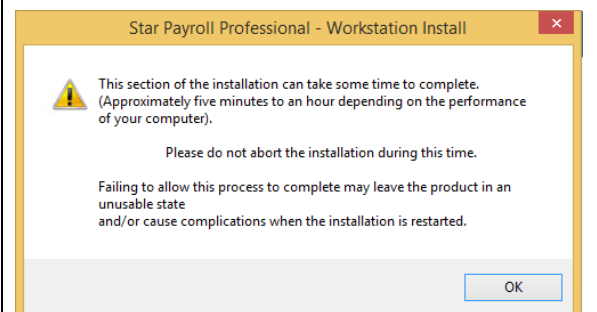 Star Payroll Professional - Workstation Install
This section of the installation can take some time to complete.
(Approximately five minutes to an hour depending on the performance
of your computer).
Please do not abort the installation during this time.
Failing to allow this process to complete may leave the product in an
unusable state
and/or cause complications when the installation is restarted.
OK